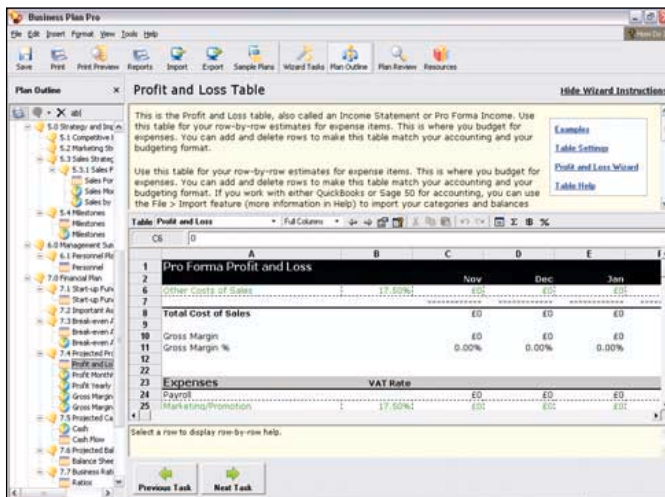 Business Plan Pro
File Edit Insert Format View Tools Help
Save Print Print Preview Reports Import Export Sample Plans Wizard Tasks Plan Outline Plan Review Resources
Plan Outline
Profit and Loss Table
Hide Wizard Instructions
This is the Profit and Loss table, also called an Income Statement or Pro Forma Income. Use
this table for your row-by-row estimates for expense items. This is where you budget for
expenses. You can add and delete rows to make this table match your accounting and your
budgeting format.
Use this table for your row-by-row estimates for expense items. This is where you budget for
expenses. You can add and delete rows to make this table match your accounting and your
budgeting format. If you work with either QuickBooks or Sage 50 for accounting, you can use
the File > Import feature (more information in Help) to import your categories and balances
Examples
Table Settings
Profit and Loss Wizard
Table Help
5.0 Strategy and Im
5.1 Competitive
5.2 Marketing St
5.3 Sales Strateg
5.3.1 Sales F
Sales For
Sales Mo
Sales by
5.4 Milestones
Milestones
Milestones
6.0 Management Sum
6.1 Personnel Pl
Personnel
7.0 Financial Plan
7.1 Start-up Fun
Start-up Fun
7.2 Important As
7.3 Break-even A
Break-even A
Break-even A
7.4 Projected Pro
Profit and Lo
Profit Month
Profit Yearly
Gross Margin
Gross Margin
7.5 Projected Ca
Cash
Cash Flow
7.6 Projected Bal
Balance Shee
7.7 Business Rati
Ratios
Table Profit and Loss Full Columns
C6 0
A B C D E
1 Pro Forma Profit and Loss
2 Nov Dec Jan
6 Other Costs of Sales 17.50% £0 £0 £0
7
8 Total Cost of Sales £0 £0 £0
9
10 Gross Margin £0 £0 £0
11 Gross Margin % 0.00% 0.00% 0.00%
12
22
23 Expenses VAT Rate
24 Payroll £0 £0 £0
25 Marketing/Promotion 17.50% £0 £0 £0
Select a row to display row-by-row help.
Previous Task Next Task